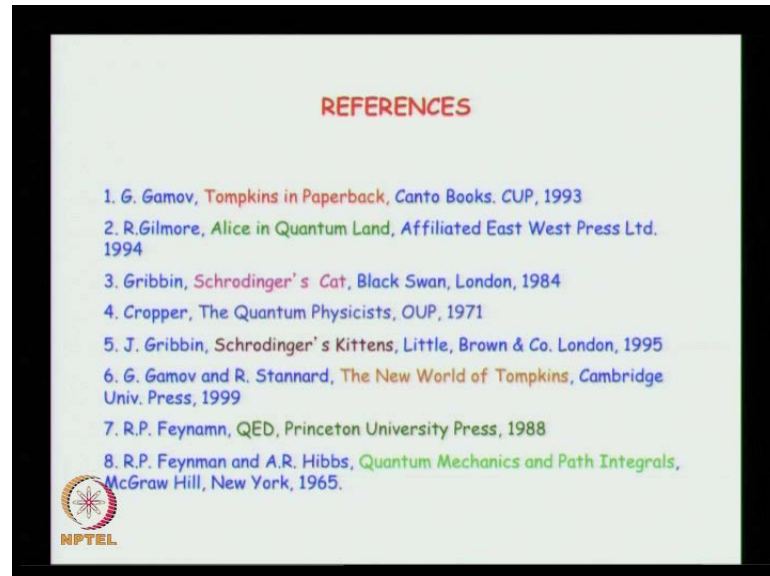 REFERENCES
1. G. Gamov, Tompkins in Paperback, Canto Books. CUP, 1993
2. R.Gilmore, Alice in Quantum Land, Affiliated East West Press Ltd.
1994
3. Gribbin, Schrodinger's Cat, Black Swan, London, 1984
4. Cropper, The Quantum Physicists, OUP, 1971
5. J. Gribbin, Schrodinger's Kittens, Little, Brown & Co. London, 1995
6. G. Gamov and R. Stannard, The New World of Tompkins, Cambridge
Univ. Press, 1999
7. R.P. Feynamn, QED, Princeton University Press, 1988
8. R.P. Feynman and A.R. Hibbs, Quantum Mechanics and Path Integrals,
McGraw Hill, New York, 1965.
NPTEL